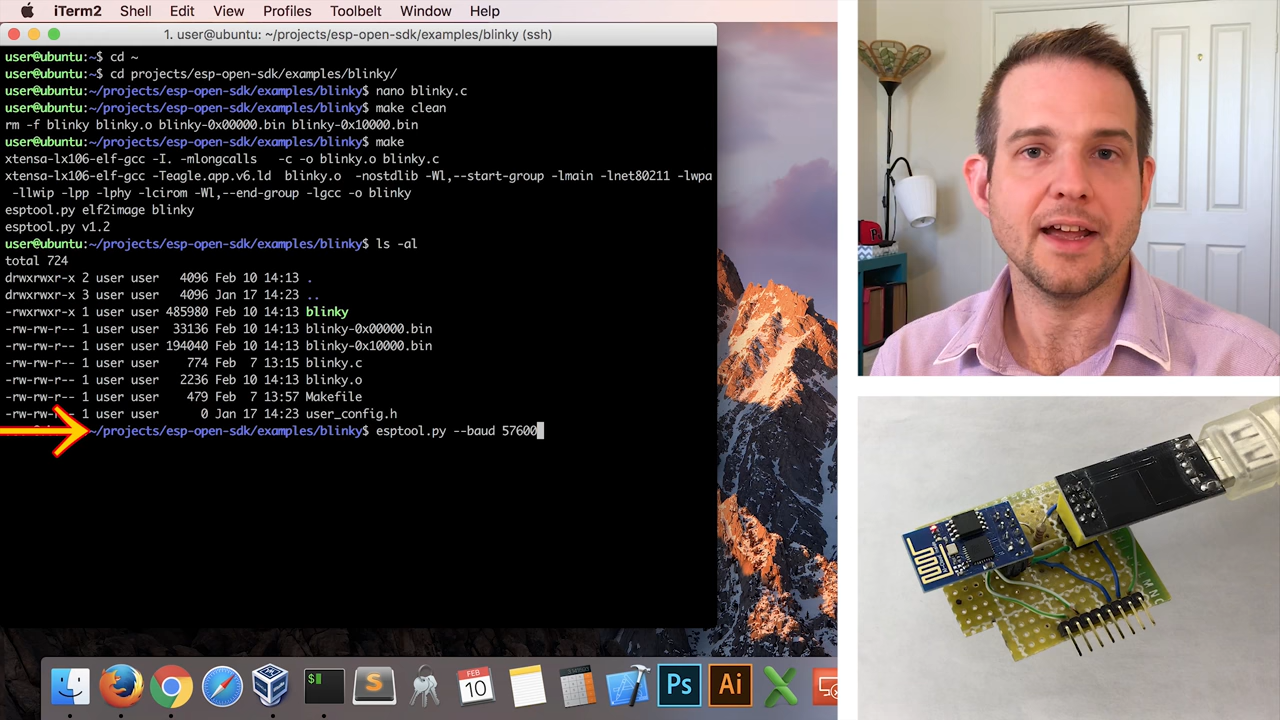 iTerm2 Shell Edit View Profiles Toolbelt Window Help
1. user@ubuntu: ~/projects/esp-open-sdk/examples/blinky (ssh)
user@ubuntu:~$ cd ~
user@ubuntu:~$ cd projects/esp-open-sdk/examples/blinky/
user@ubuntu:~/projects/esp-open-sdk/examples/blinky$ nano blinky.c
user@ubuntu:~/projects/esp-open-sdk/examples/blinky$ make clean
rm -f blinky blinky.o blinky-0x00000.bin blinky-0x10000.bin
user@ubuntu:~/projects/esp-open-sdk/examples/blinky$ make
xtensa-lx106-elf-gcc -I. -mlongcalls   -c -o blinky.o blinky.c
xtensa-lx106-elf-gcc -Teagle.app.v6.ld  blinky.o  -nostdlib -Wl,--start-group -lmain -lnet80211 -lwpa
 -llwip -lpp -lphy -lcirom -Wl,--end-group -lgcc -o blinky
esptool.py elf2image blinky
esptool.py v1.2
user@ubuntu:~/projects/esp-open-sdk/examples/blinky$ ls -al
total 724
drwxrwxr-x 2 user user   4096 Feb 10 14:13 .
drwxrwxr-x 3 user user   4096 Jan 17 14:23 ..
-rwxrwxr-x 1 user user 485980 Feb 10 14:13 blinky
-rw-rw-r-- 1 user user  33136 Feb 10 14:13 blinky-0x00000.bin
-rw-rw-r-- 1 user user 194040 Feb 10 14:13 blinky-0x10000.bin
-rw-rw-r-- 1 user user    774 Feb  7 13:15 blinky.c
-rw-rw-r-- 1 user user   2236 Feb 10 14:13 blinky.o
-rw-rw-r-- 1 user user    479 Feb  7 13:57 Makefile
-rw-rw-r-- 1 user user      0 Jan 17 14:23 user_config.h
~/projects/esp-open-sdk/examples/blinky$ esptool.py --baud 57600
FEB
10
$
S
Ps
Ai